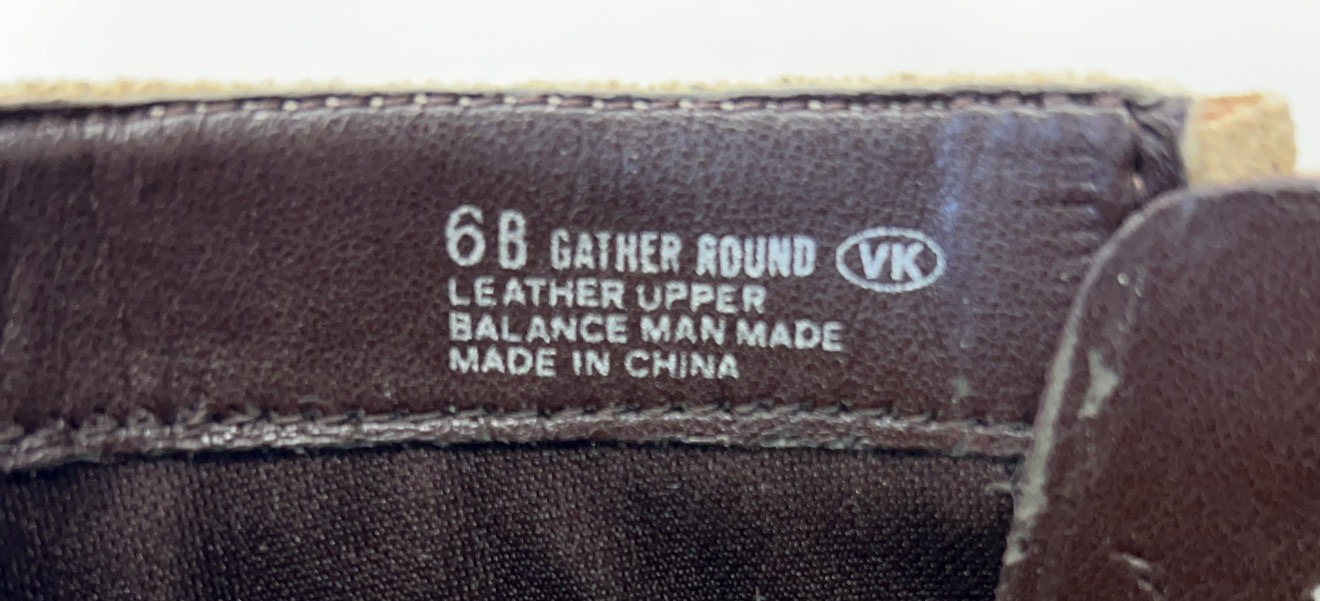 6B GATHER ROUND VK
LEATHER UPPER
BALANCE MAN MADE
MADE IN CHINA